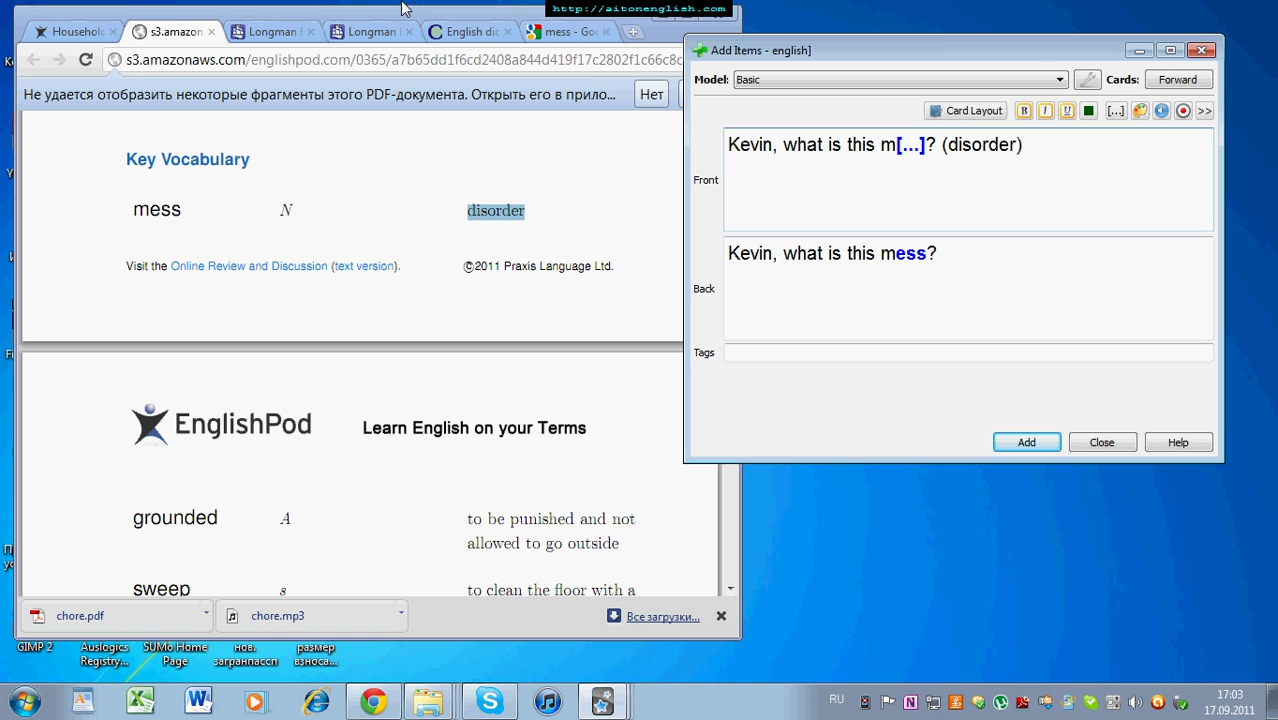 http://aitonenglish.com
Househol
s3.amazon
Longman
Longman
English dic
mess - Goo
s3.amazonaws.com/englishpod.com/0365/a7b65dd1f6cd2408a844d419f17c2802f1c66c8c
Не удается отобразить некоторые фрагменты этого PDF-документа. Открыть его в прило...
Нет
Key Vocabulary
mess N disorder
Visit the Online Review and Discussion (text version). ©2011 Praxis Language Ltd.
EnglishPod Learn English on your Terms
grounded A to be punished and not
allowed to go outside
sweep s to clean the floor with a
chore.pdf
chore.mp3
Все загрузки...
Add Items - english]
Model: Basic Cards: Forward
Card Layout B I U [...] >>
Front
Kevin, what is this m[...]? (disorder)
Back
Kevin, what is this mess?
Tags
Add Close Help
GIMP 2
Auslogics
Registry...
SUMo Home
Page
нов.
загранпассп
размер
взноса...
RU
17:03
17.09.2011